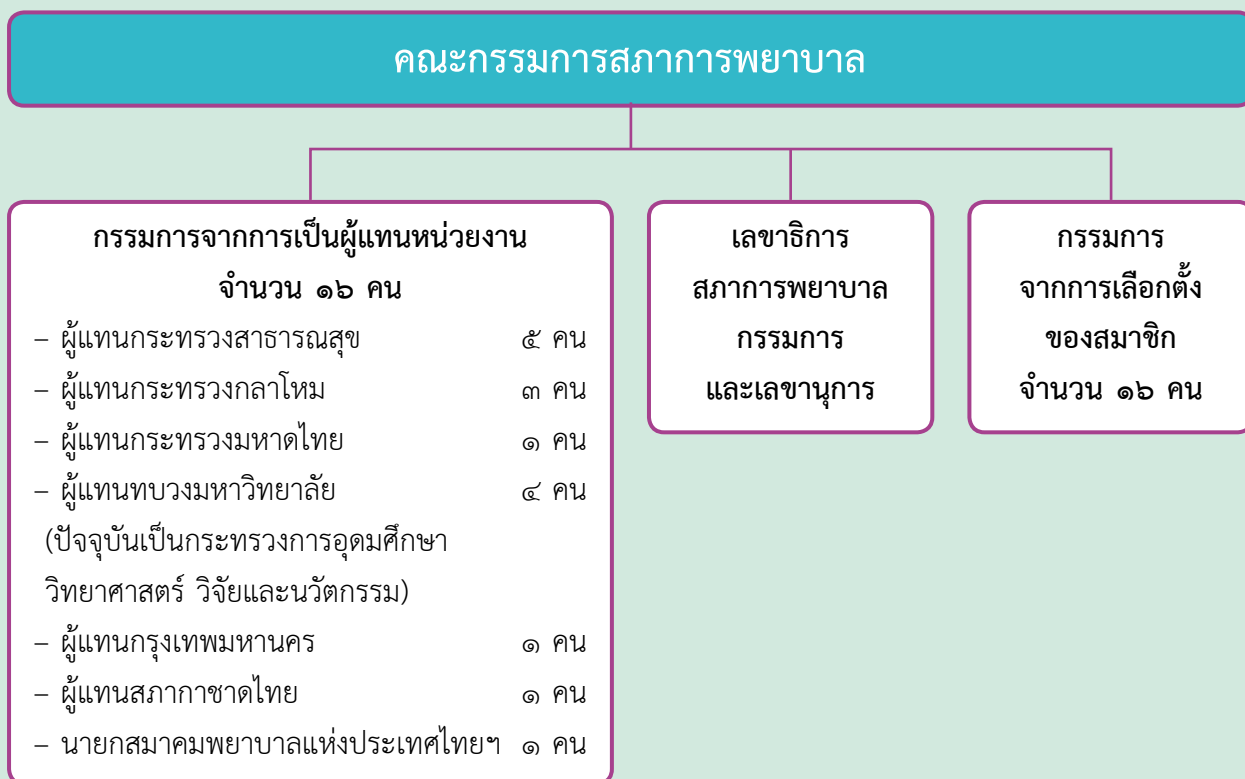 คณะกรรมการสภาการพยาบาล
กรรมการจากการเป็นผู้แทนหน่วยงาน
จำนวน ๑๖ คน
– ผู้แทนกระทรวงสาธารณสุข ๕ คน
– ผู้แทนกระทรวงกลาโหม ๓ คน
– ผู้แทนกระทรวงมหาดไทย ๑ คน
– ผู้แทนทบวงมหาวิทยาลัย ๔ คน
(ปัจจุบันเป็นกระทรวงการอุดมศึกษา
วิทยาศาสตร์ วิจัยและนวัตกรรม)
– ผู้แทนกรุงเทพมหานคร ๑ คน
– ผู้แทนสภากาชาดไทย ๑ คน
– นายกสมาคมพยาบาลแห่งประเทศไทยฯ ๑ คน
เลขาธิการ
สภาการพยาบาล
กรรมการ
และเลขานุการ
กรรมการ
จากการเลือกตั้ง
ของสมาชิก
จำนวน ๑๖ คน